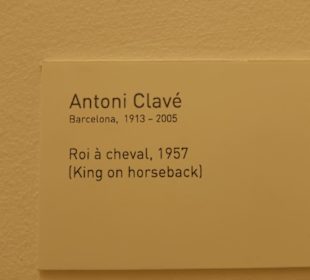 Antoni Clavé
Barcelona, 1913 – 2005
Roi à cheval, 1957
(King on horseback)